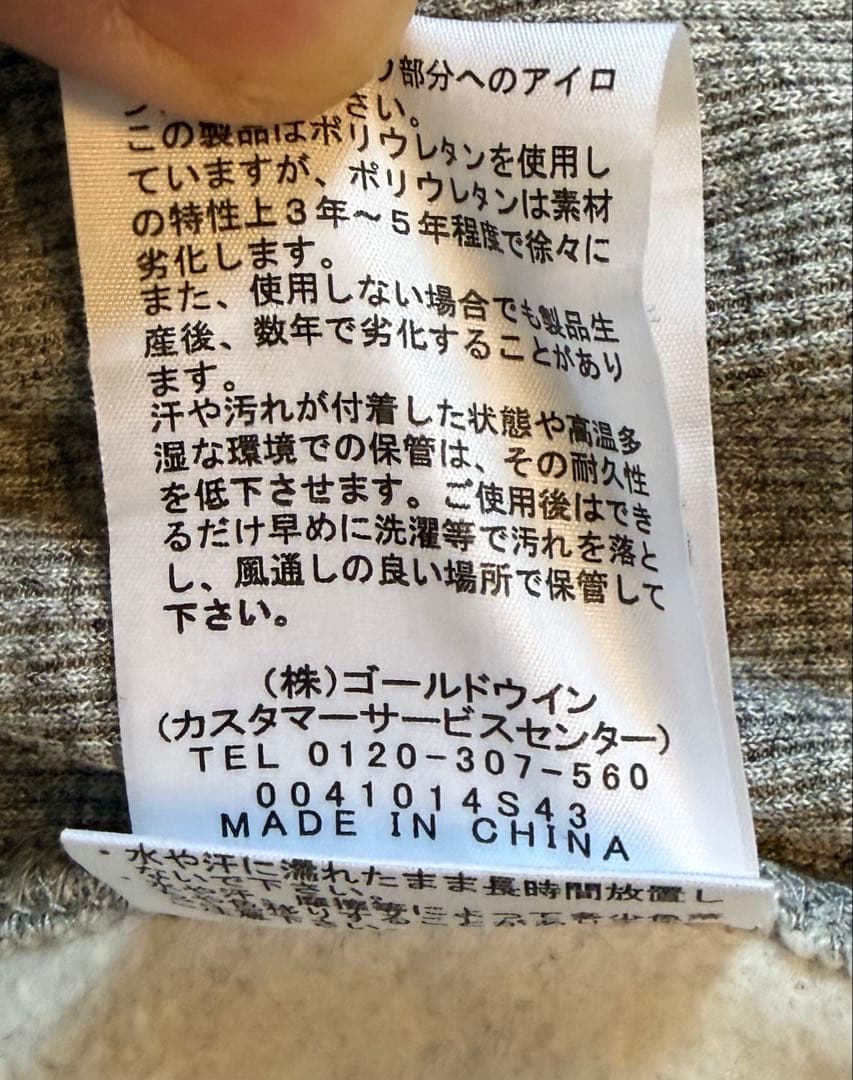 部分へのアイロ
さい。
この製品はポリウレタンを使用し
ていますが、ポリウレタンは素材
の特性上3年～5年程度で徐々に
劣化します。
また、使用しない場合でも製品生
産後、数年で劣化することがあり
ます。
汗や汚れが付着した状態や高温多
湿な環境での保管は、その耐久性
を低下させます。ご使用後はでき
るだけ早めに洗濯等で汚れを落と
し、風通しの良い場所で保管して
下さい。
(株)ゴールドウイン
(カスタマーサービスセンター)
TEL 0120-307-560
0041014S43
MADE IN CHINA
・水や汗に濡れたまま長時間放置し
ないで下さい。